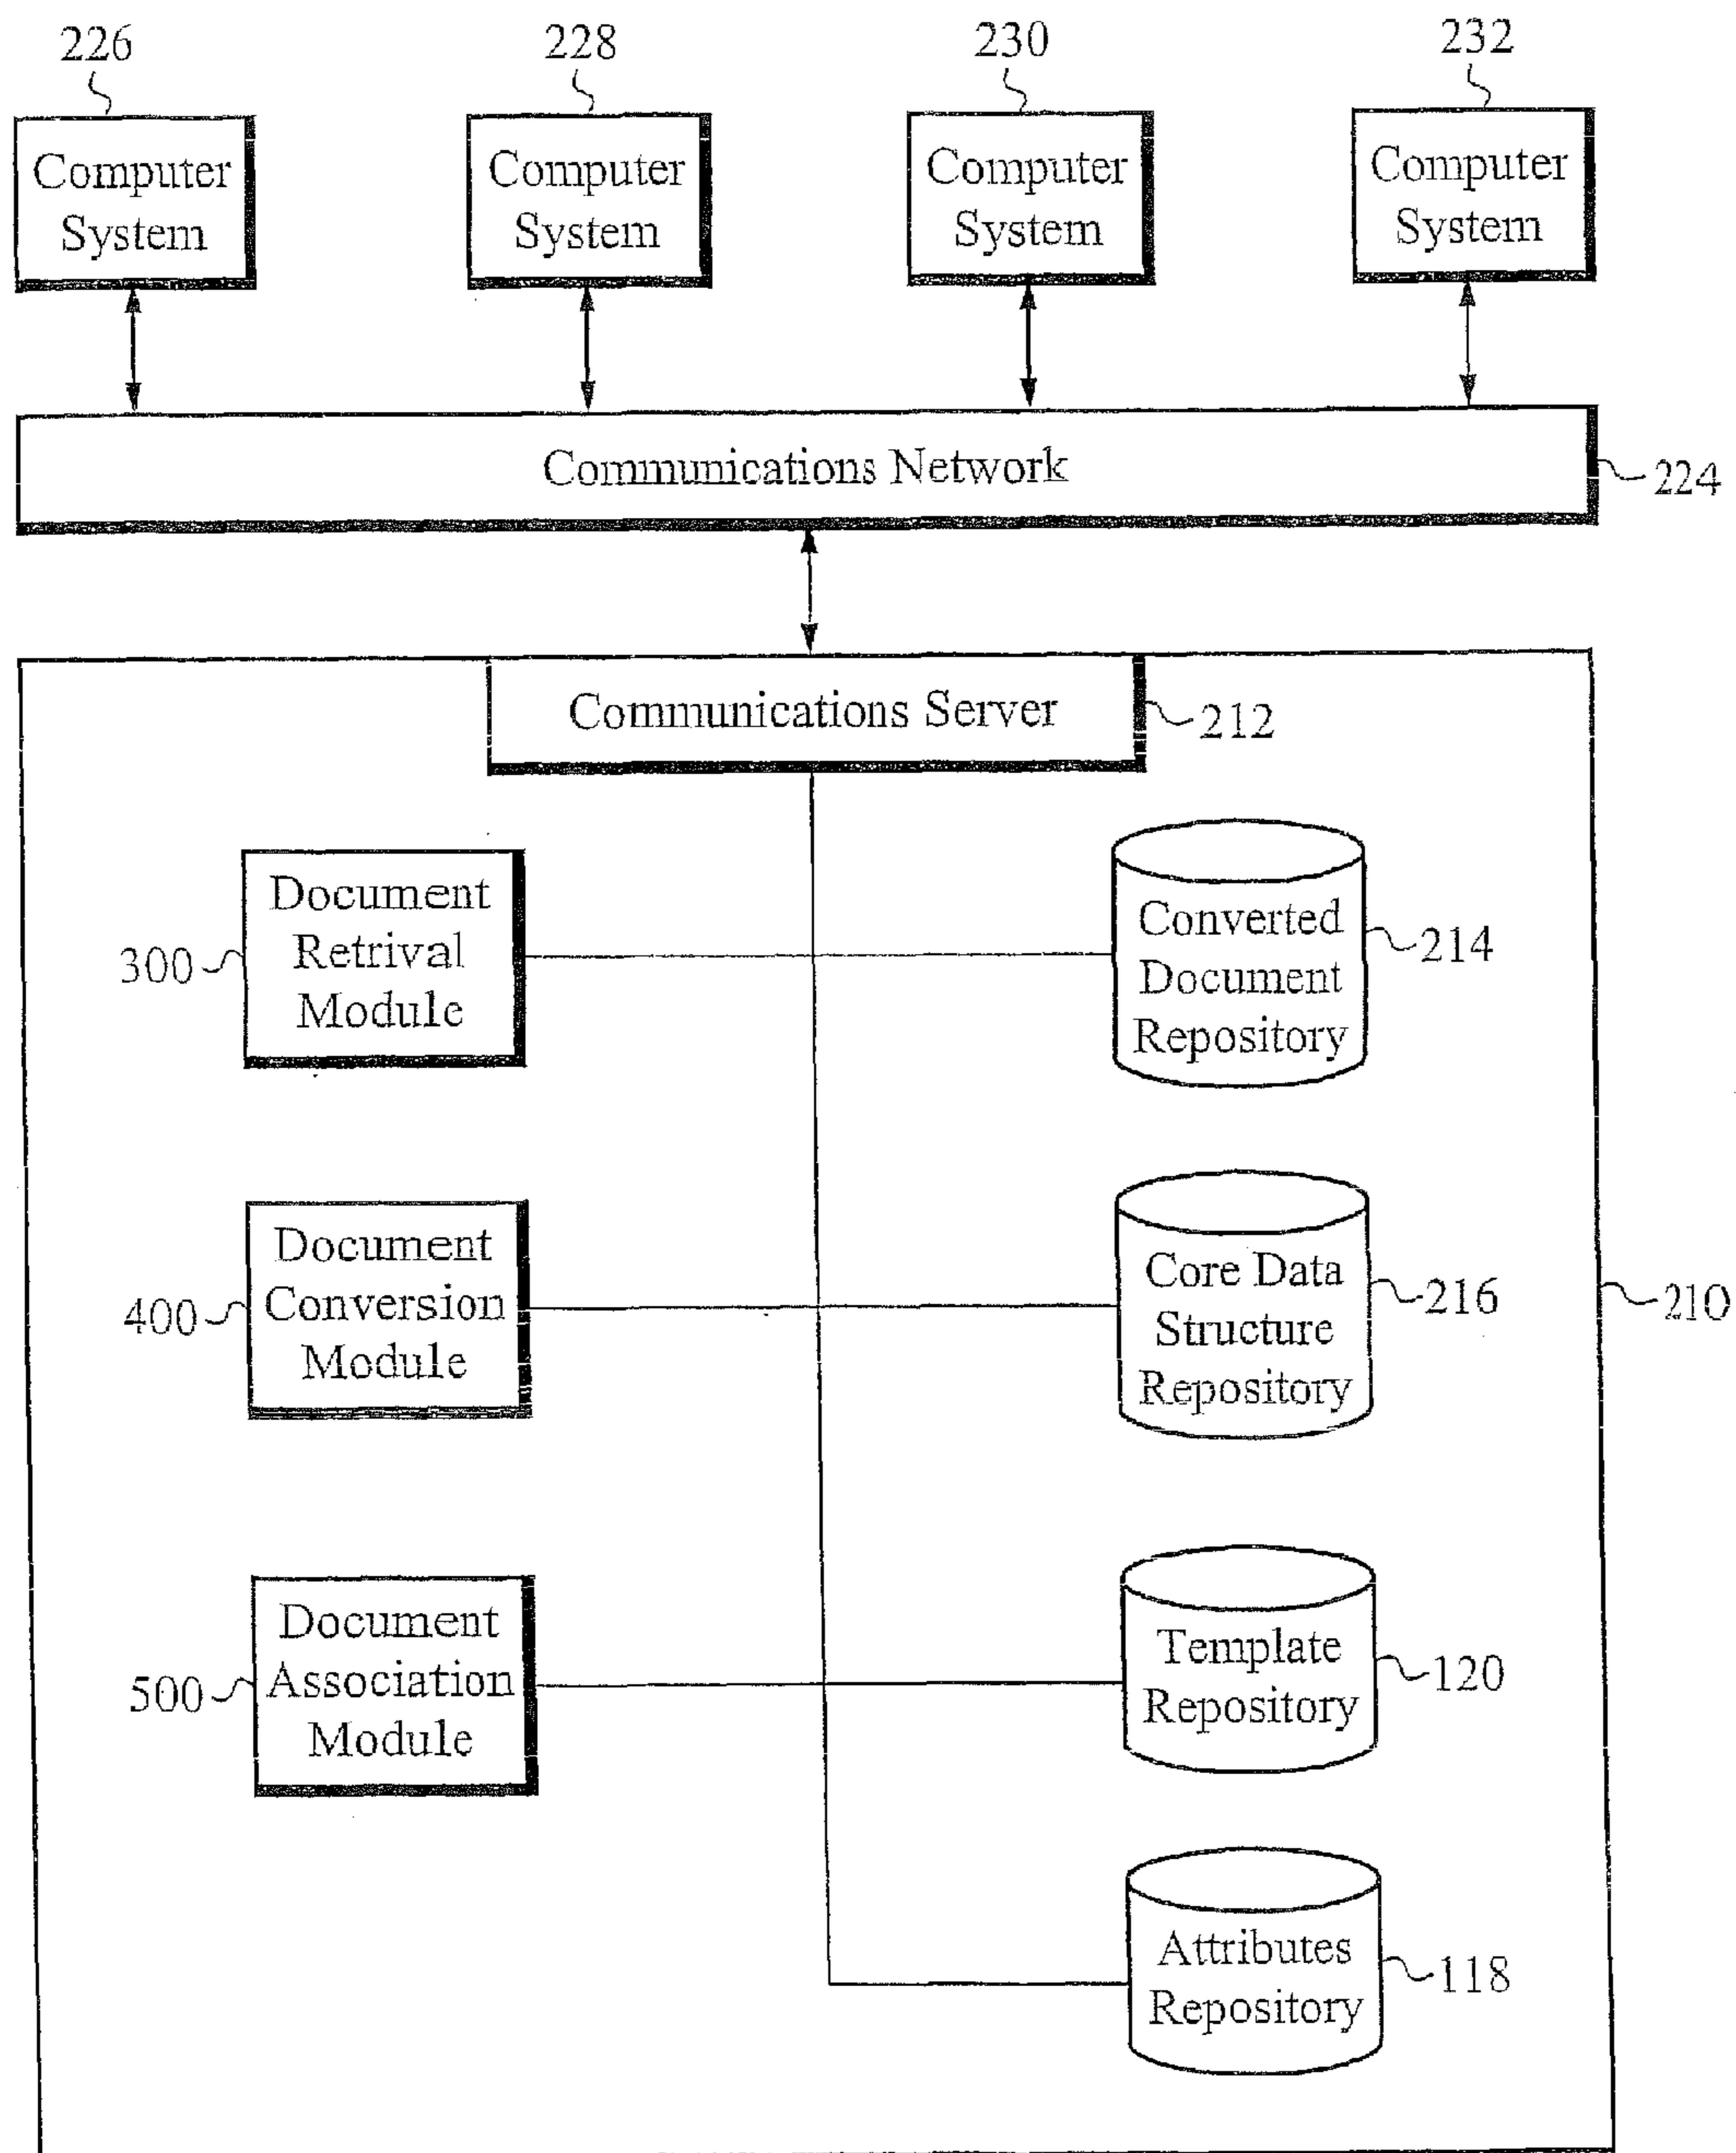 226
228
230
232
Computer
System
Computer
System
Computer
System
Computer
System
Communications Network
224
Communications Server
212
Document
Retrival
Module
300
Converted
Document
Repository
214
Document
Conversion
Module
400
Core Data
Structure
Repository
216
210
Document
Association
Module
500
Template
Repository
120
Attributes
Repository
118